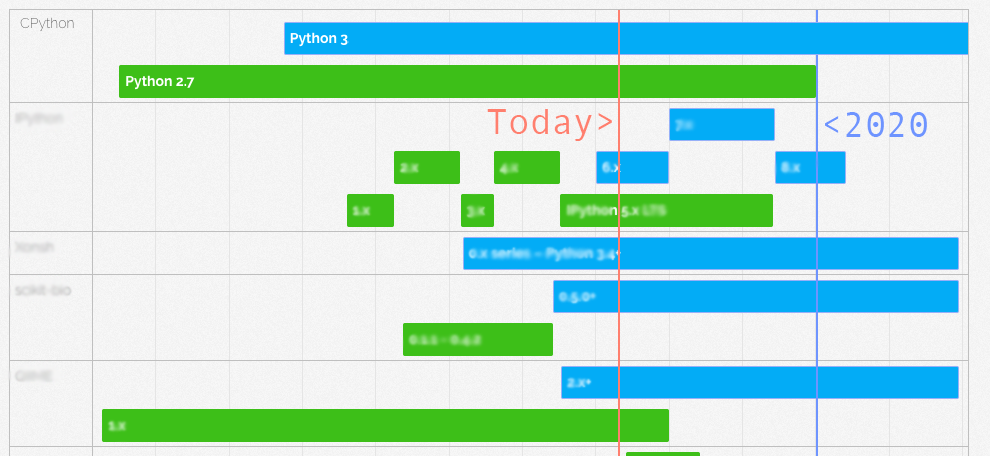 CPython
Python 3
Python 2.7
IPython
Today>
7.x
<2020
2.x
4.x
6.x
8.x
1.x
3.x
IPython 5.x LTS
Xonsh
0.x series – Python 3.4+
scikit-bio
0.5.0+
0.1.1 – 0.4.2
2.x+
1.x